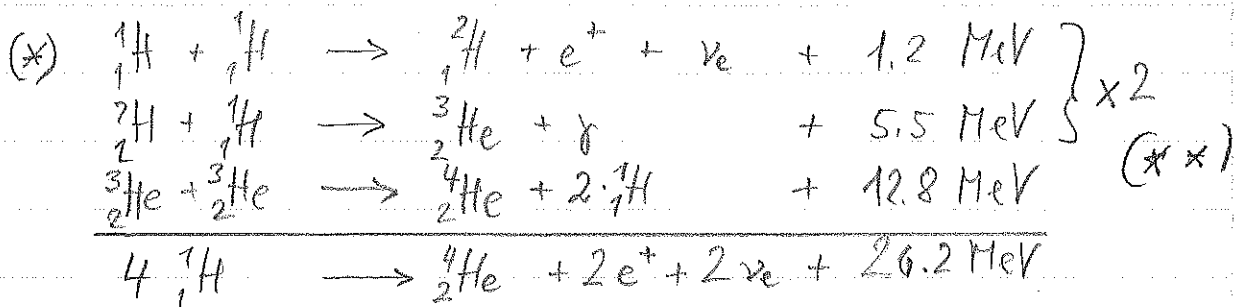 (*) ¹₁H + ¹₁H → ²₁H + e⁺ + νₑ + 1.2 MeV } ×2
²₁H + ¹₁H → ³₂He + γ + 5.5 MeV (**)
³₂He + ³₂He → ⁴₂He + 2·¹₁H + 12.8 MeV
4 ¹₁H → ⁴₂He + 2e⁺ + 2νₑ + 26.2 MeV